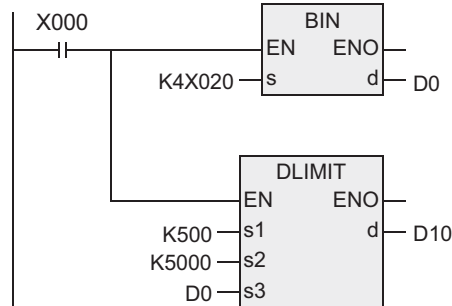 X000
BIN
EN ENO
K4X020 s d D0
DLIMIT
EN ENO
K500 s1 d D10
K5000 s2
D0 s3